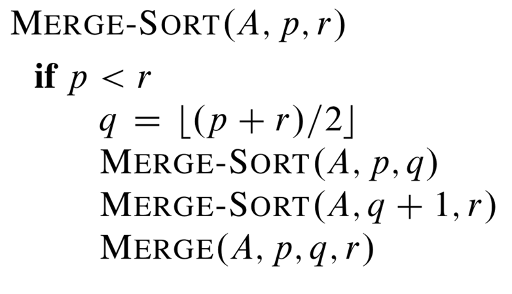 MERGE-SORT(A, p, r)
if p < r
q = ⌊(p + r)/2⌋
MERGE-SORT(A, p, q)
MERGE-SORT(A, q + 1, r)
MERGE(A, p, q, r)